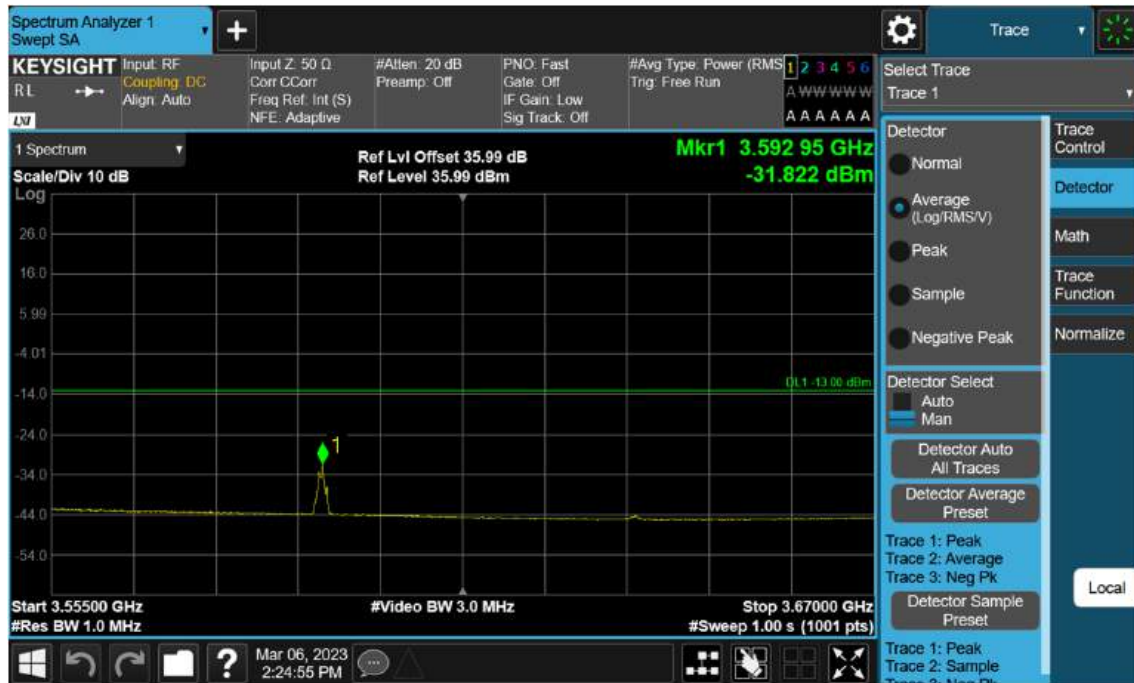 Spectrum Analyzer 1
Swept SA
Trace
KEYSIGHT
RL
LXI
Input: RF
Coupling: DC
Align: Auto
Input Z: 50 Ω
Corr CCorr
Freq Ref: Int (S)
NFE: Adaptive
#Atten: 20 dB
Preamp: Off
PNO: Fast
Gate: Off
IF Gain: Low
Sig Track: Off
#Avg Type: Power (RMS
Trig: Free Run
1 2 3 4 5 6
A W W W W W
A A A A A A
Select Trace
Trace 1
1 Spectrum
Scale/Div 10 dB
Log
Ref Lvl Offset 35.99 dB
Ref Level 35.99 dBm
Mkr1 3.592 95 GHz
-31.822 dBm
26.0
16.0
5.99
-4.01
-14.0
-24.0
-34.0
-44.0
-54.0
DL1 -13.00 dBm
1
Start 3.55500 GHz
#Res BW 1.0 MHz
#Video BW 3.0 MHz
Stop 3.67000 GHz
#Sweep 1.00 s (1001 pts)
Detector
Normal
Average
(Log/RMS/V)
Peak
Sample
Negative Peak
Detector Select
Auto
Man
Detector Auto
All Traces
Detector Average
Preset
Trace 1: Peak
Trace 2: Average
Trace 3: Neg Pk
Detector Sample
Preset
Trace 1: Peak
Trace 2: Sample
Trace 3: Neg Pk
Trace
Control
Detector
Math
Trace
Function
Normalize
Local
?
Mar 06, 2023
2:24:55 PM